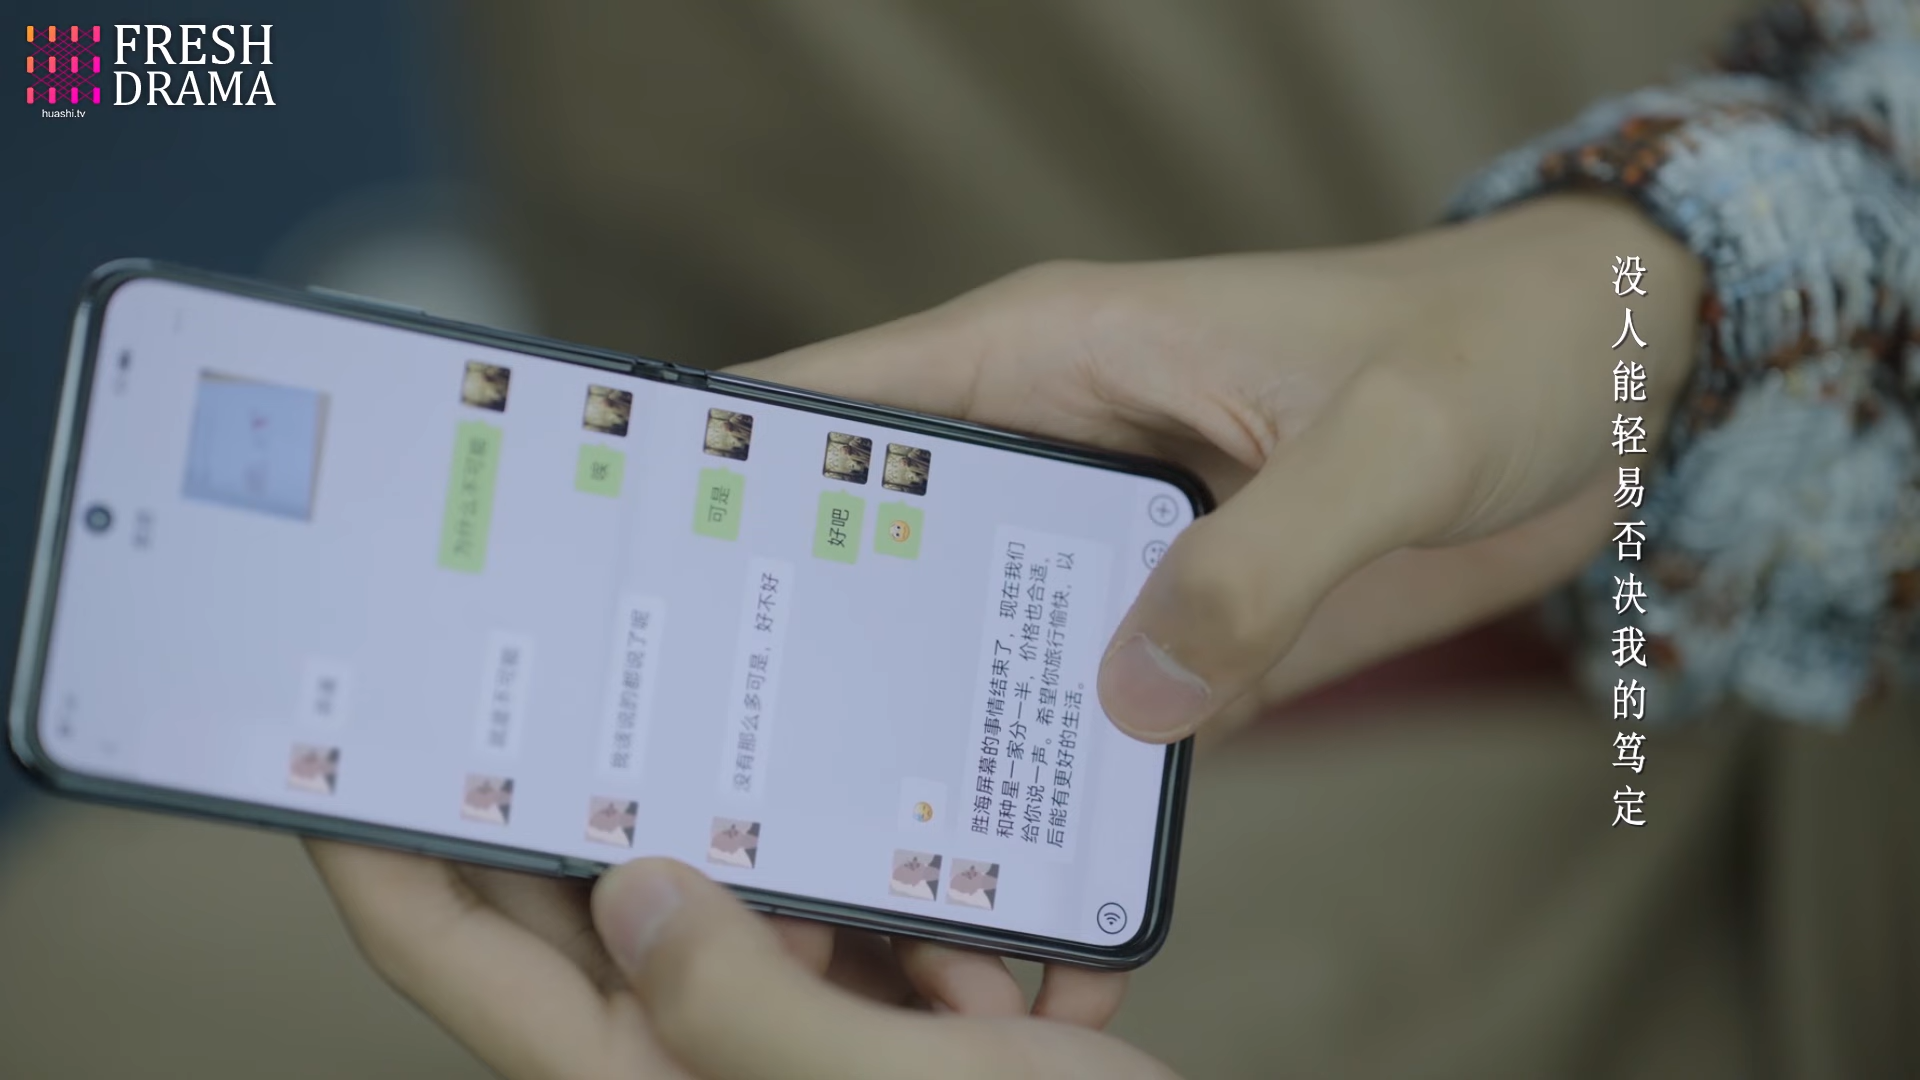 FRESH
DRAMA
huashi.tv
没人能轻易否决我的笃定
为什么不可能
就是不可能
我该说的都说了呢
可是
没有那么多可是，好不好
好吧
胜海屏幕的事情结束了，现在我们
和种星一家分一半，价格也合适，
给你说一声。希望你旅行愉快，以
后能有更好的生活。